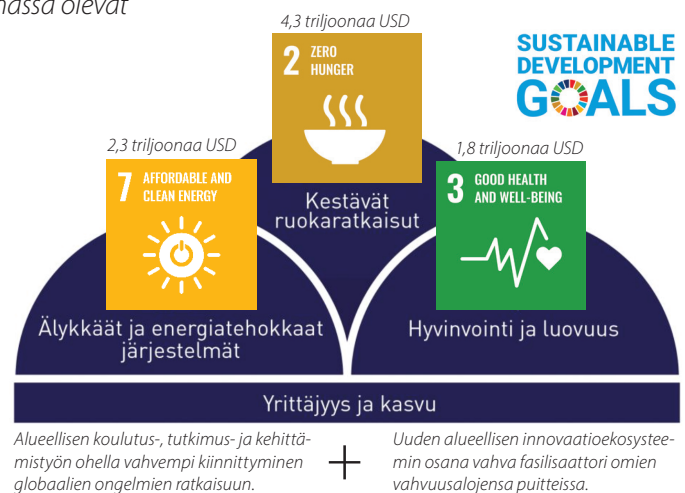 massa olevat
4,3 triljoonaa USD
2 ZERO
HUNGER
SUSTAINABLE
DEVELOPMENT
GOALS
2,3 triljoonaa USD
7 AFFORDABLE AND
CLEAN ENERGY
1,8 triljoonaa USD
3 GOOD HEALTH
AND WELL-BEING
Kestävät
ruokaratkaisut
Älykkäät ja energiatehokkaat
järjestelmät
Hyvinvointi ja luovuus
Yrittäjyys ja kasvu
Alueellisen koulutus-, tutkimus- ja kehittä-
mistyön ohella vahvempi kiinnittyminen
globaalien ongelmien ratkaisuun.
+
Uuden alueellisen innovaatioekosystee-
min osana vahva fasilisaattori omien
vahvuusalojensa puitteissa.